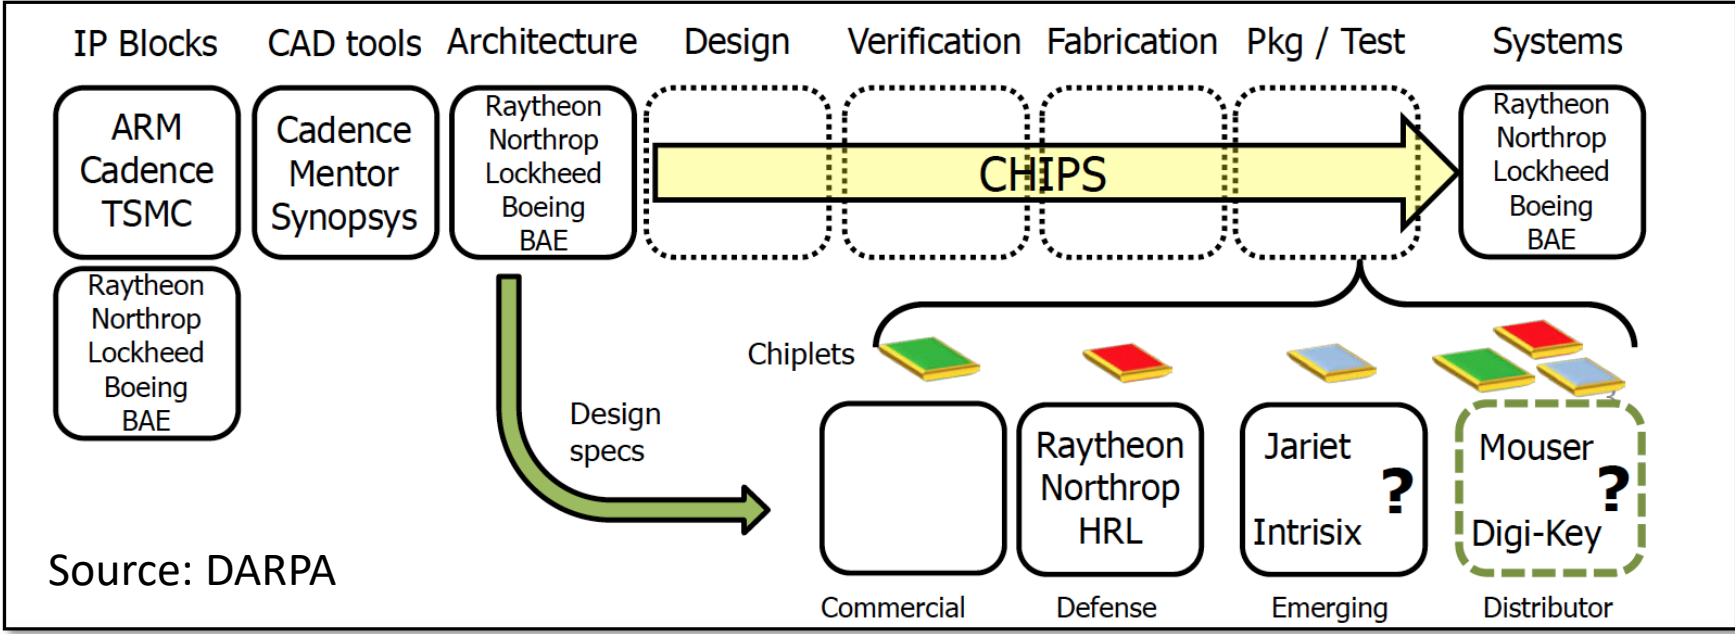 IP Blocks
CAD tools
Architecture
Design
Verification
Fabrication
Pkg / Test
Systems
ARM
Cadence
TSMC
Cadence
Mentor
Synopsys
Raytheon
Northrop
Lockheed
Boeing
BAE
CHIPS
Raytheon
Northrop
Lockheed
Boeing
BAE
Raytheon
Northrop
Lockheed
Boeing
BAE
Design
specs
Chiplets
3
Raytheon
Northrop
HRL
Jariet
?
Intrisix
Mouser
?
Digi-Key
Commercial
Defense
Emerging
Distributor
Source: DARPA